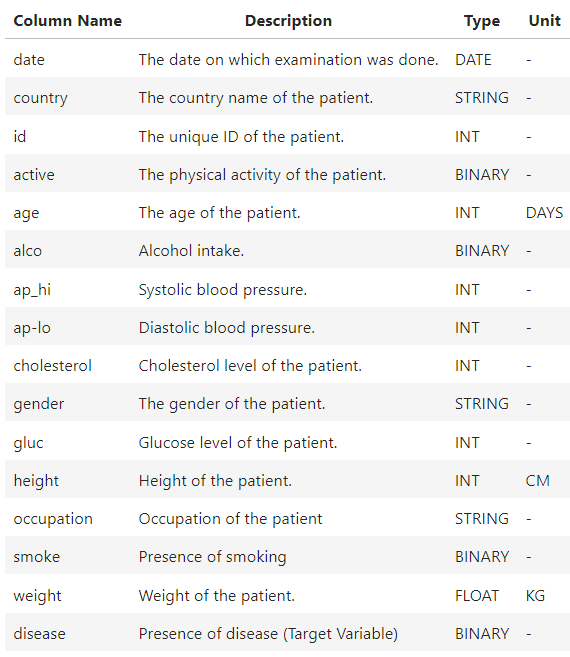 Column Name Description Type Unit
date The date on which examination was done. DATE -
country The country name of the patient. STRING -
id The unique ID of the patient. INT -
active The physical activity of the patient. BINARY -
age The age of the patient. INT DAYS
alco Alcohol intake. BINARY -
ap_hi Systolic blood pressure. INT -
ap-lo Diastolic blood pressure. INT -
cholesterol Cholesterol level of the patient. INT -
gender The gender of the patient. STRING -
gluc Glucose level of the patient. INT -
height Height of the patient. INT CM
occupation Occupation of the patient STRING -
smoke Presence of smoking BINARY -
weight Weight of the patient. FLOAT KG
disease Presence of disease (Target Variable) BINARY -